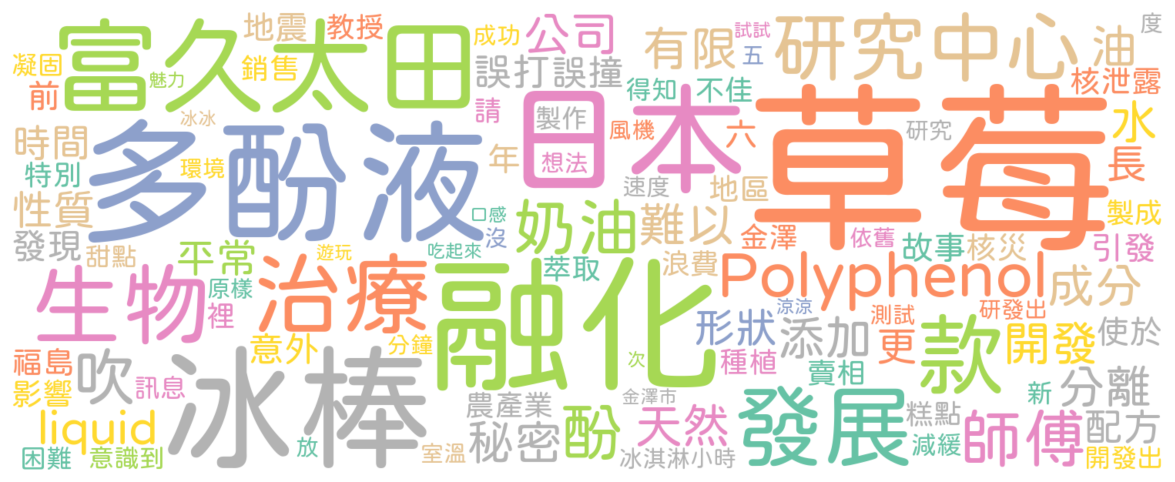 富久太田
地震
教授
成功
公司
有限
研究中心
試試
五
油
度
凝固
魅力
銷售
誤打誤撞
得知
不佳
核泄露
前
請
冰冰
多酚液
日本
製作
想法
風機
六
草莓
研究
水
長
時間
特別
性質
環境
年
速度
地區
製成
發現
甜點
平常
口感
沒
奶油
難以
金澤
依舊
故事
核災
引發
遊玩
吃起來
萃取
浪費
生物
原樣
裡
治療
融化
Polyphenol
成分
涼涼
測試
研發出
形狀
添加
更
款
開發
使於
福島
影響
吹
訊息
意外
分鐘
冰棒
次
種植
賣相
新
分離
liquid
困難
意識到
放
室溫
農產業
秘密
酚
金澤市
天然
冰淇淋小時
發展
糕點
減緩
師傅
配方
開發出